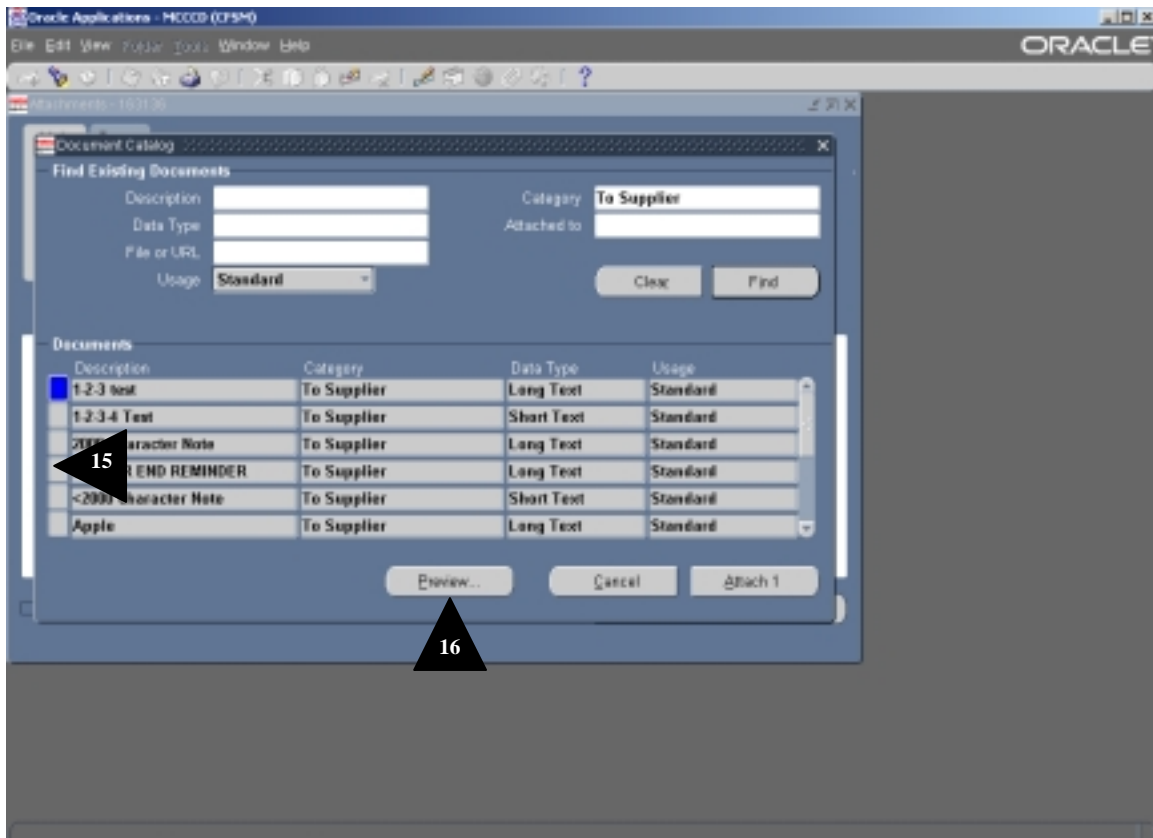 Oracle Applications - MCCCD (CFSM)
File Edit View Folder Tools Window Help
ORACLE
Attachments - 163136
Document Catalog
Find Existing Documents
Description
Category To Supplier
Data Type
Attached to
File or URL
Usage Standard
Clear Find
Documents
Description Category Data Type Usage
1-2-3 test To Supplier Long Text Standard
1-2-3-4 Test To Supplier Short Text Standard
Note To Supplier Long Text Standard
15
END REMINDER To Supplier Long Text Standard
<2000 Character Note To Supplier Short Text Standard
Apple To Supplier Long Text Standard
Preview... Cancel Attach 1
16